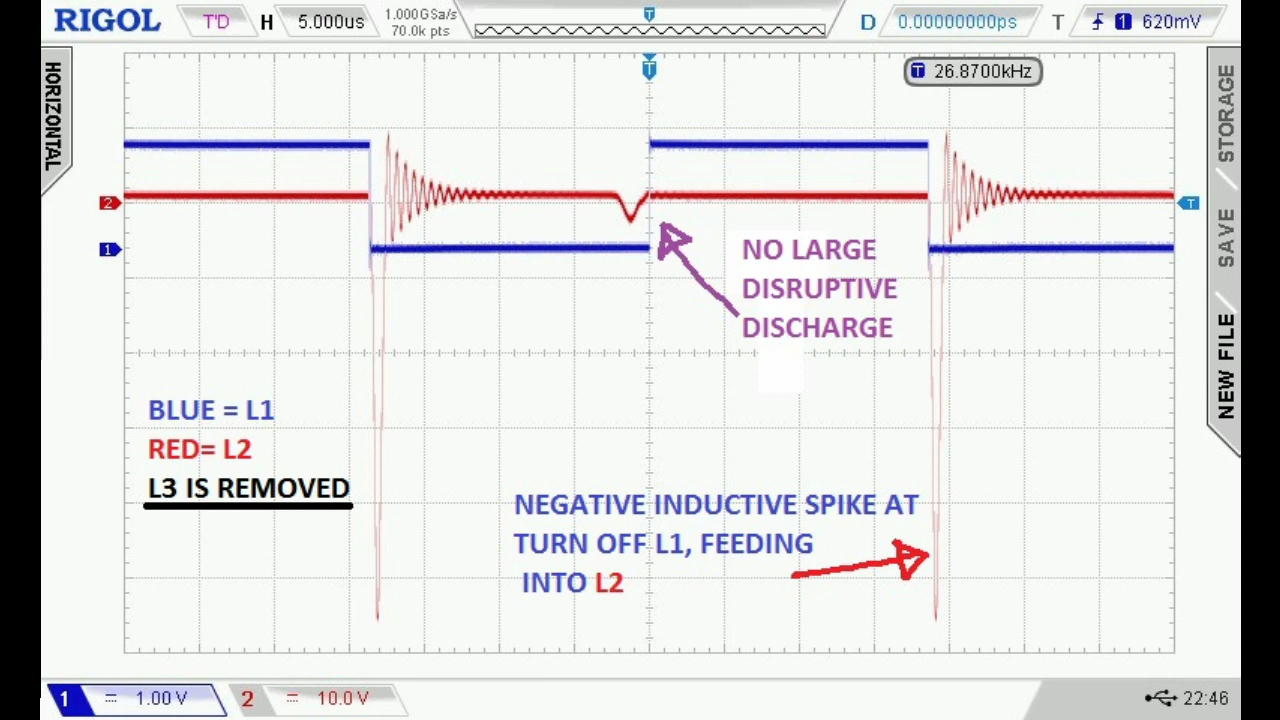 RIGOL T'D H 5.000us 1.000GSa/s 70.0k pts D 0.00000000ps T 1 620mV
T 26.8700kHz
HORIZONTAL
STORAGE
SAVE
NEW FILE
T
T
2
1
T
NO LARGE
DISRUPTIVE
DISCHARGE
BLUE = L1
RED= L2
L3 IS REMOVED
NEGATIVE INDUCTIVE SPIKE AT
TURN OFF L1, FEEDING
INTO L2
1 1.00 V 2 10.0 V 22:46